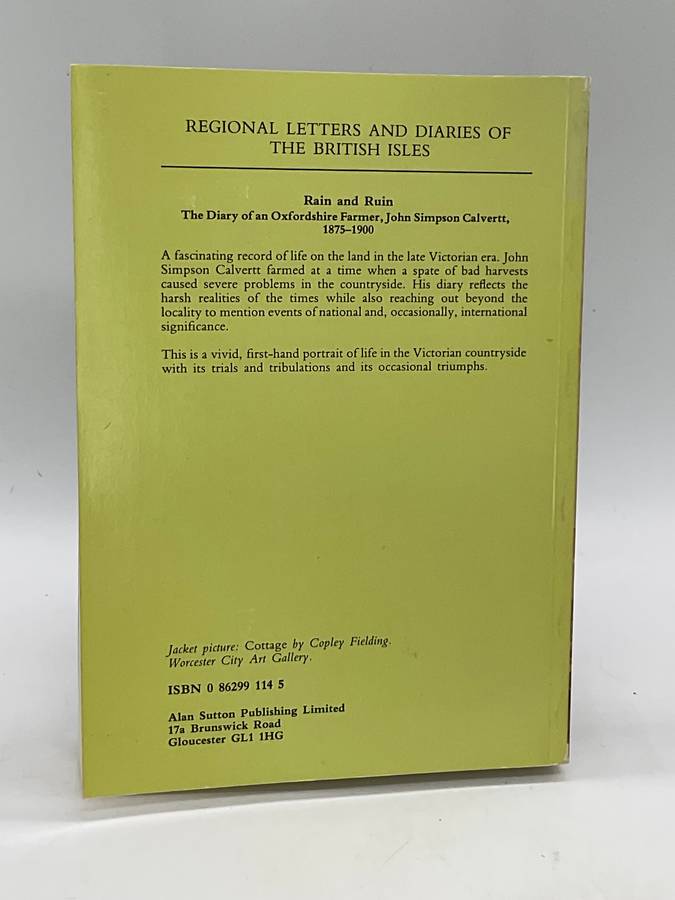 REGIONAL LETTERS AND DIARIES OF
THE BRITISH ISLES
Rain and Ruin
The Diary of an Oxfordshire Farmer, John Simpson Calvertt,
1875–1900
A fascinating record of life on the land in the late Victorian era. John
Simpson Calvertt farmed at a time when a spate of bad harvests
caused severe problems in the countryside. His diary reflects the
harsh realities of the times while also reaching out beyond the
locality to mention events of national and, occasionally, international
significance.
This is a vivid, first-hand portrait of life in the Victorian countryside
with its trials and tribulations and its occasional triumphs.
Jacket picture: Cottage by Copley Fielding.
Worcester City Art Gallery.
ISBN 0 86299 114 5
Alan Sutton Publishing Limited
17a Brunswick Road
Gloucester GL1 1HG